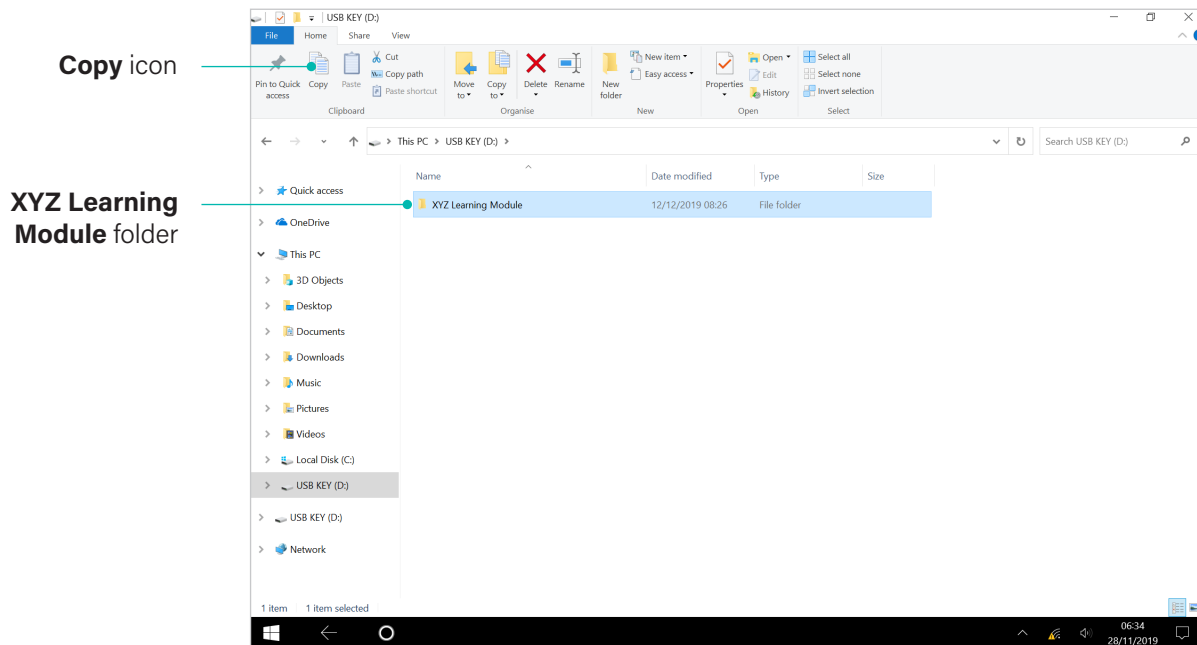 USB KEY (D:)
File Home Share View
Copy icon
Pin to Quick access
Copy
Paste
Cut
Copy path
Paste shortcut
Move to
Copy to
Delete
Rename
New folder
New item
Easy access
Properties
Open
Edit
History
Select all
Select none
Invert selection
Clipboard Organise New Open Select
This PC > USB KEY (D:) >
Search USB KEY (D:)
Name Date modified Type Size
XYZ Learning
Module folder
XYZ Learning Module 12/12/2019 08:26 File folder
Quick access
OneDrive
This PC
3D Objects
Desktop
Documents
Downloads
Music
Pictures
Videos
Local Disk (C:)
USB KEY (D:)
USB KEY (D:)
Network
1 item 1 item selected
06:34
28/11/2019